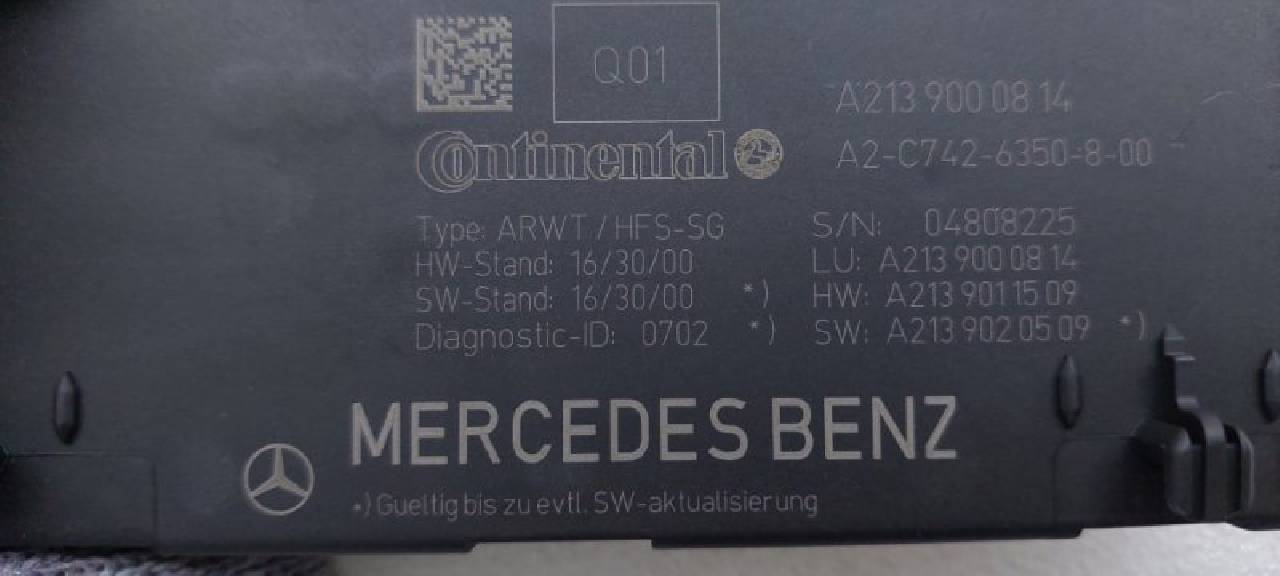 Q01
A213 900 08 14
Continental
A2-C742-6350-8-00
Type: ARWT / HFS-SG
S/N: 04808225
HW-Stand: 16/30/00
LU: A213 900 08 14
SW-Stand: 16/30/00 *)
HW: A213 901 15 09
Diagnostic-ID: 0702 *)
SW: A213 902 05 09 *)
MERCEDES BENZ
*) Gueltig bis zu evtl. SW-aktualisierung